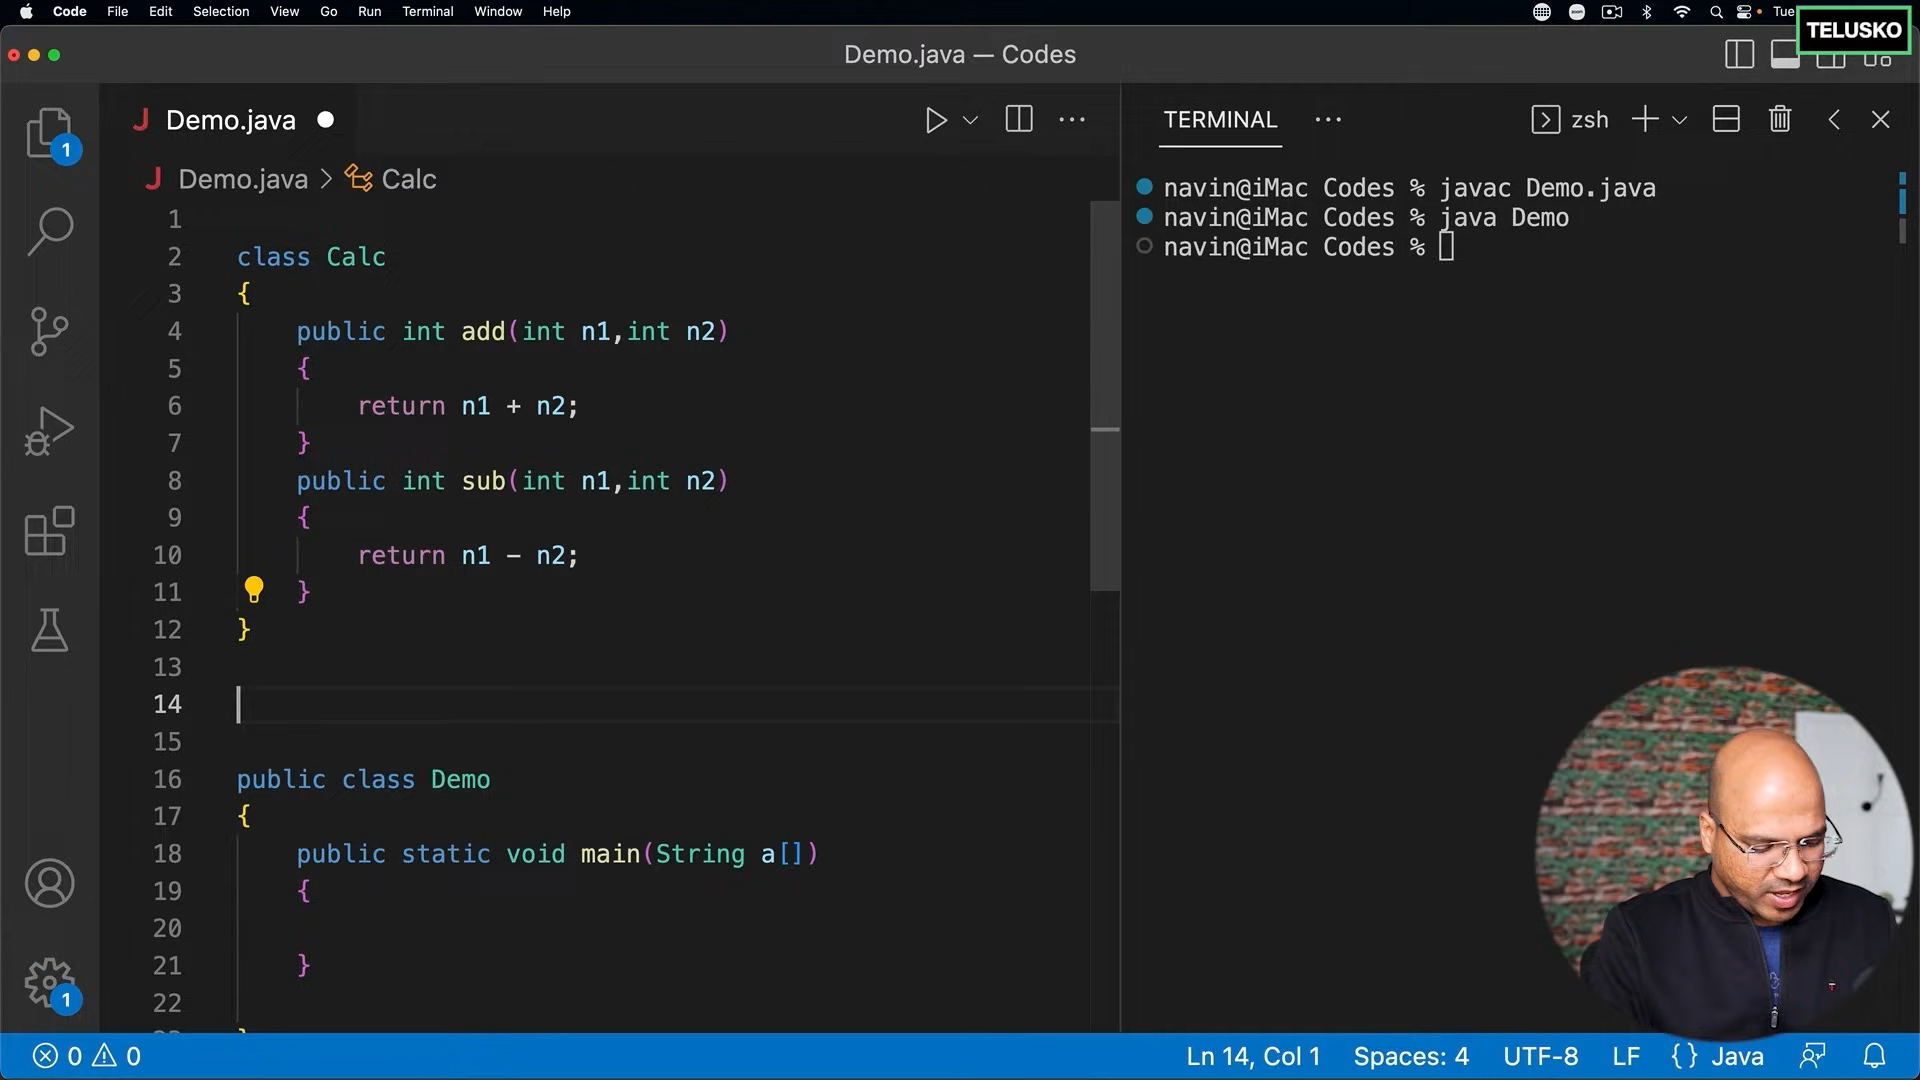 Code File Edit Selection View Go Run Terminal Window Help Tue
TELUSKO
Demo.java — Codes
Demo.java
TERMINAL zsh
Demo.java > Calc
1
2 class Calc
3 {
4 public int add(int n1,int n2)
5 {
6 return n1 + n2;
7 }
8 public int sub(int n1,int n2)
9 {
10 return n1 - n2;
11 }
12 }
13
14
15
16 public class Demo
17 {
18 public static void main(String a[])
19 {
20
21 }
22
navin@iMac Codes % javac Demo.java
navin@iMac Codes % java Demo
navin@iMac Codes %
1
1
0 0 Ln 14, Col 1 Spaces: 4 UTF-8 LF {} Java